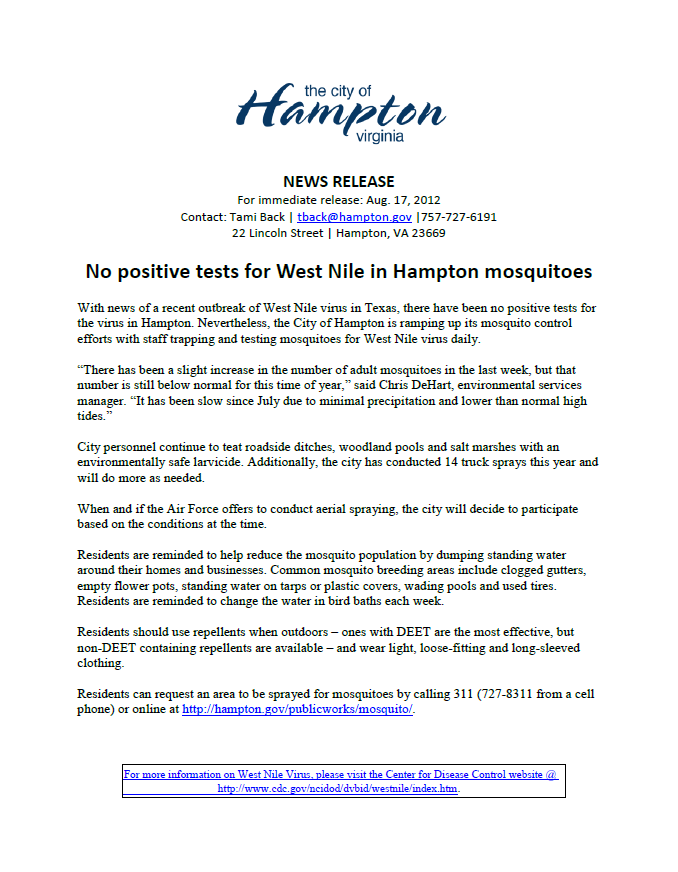 the city of
Hampton
virginia
NEWS RELEASE
For immediate release: Aug. 17, 2012
Contact: Tami Back | tback@hampton.gov |757-727-6191
22 Lincoln Street | Hampton, VA 23669
No positive tests for West Nile in Hampton mosquitoes
With news of a recent outbreak of West Nile virus in Texas, there have been no positive tests for
the virus in Hampton. Nevertheless, the City of Hampton is ramping up its mosquito control
efforts with staff trapping and testing mosquitoes for West Nile virus daily.
“There has been a slight increase in the number of adult mosquitoes in the last week, but that
number is still below normal for this time of year,” said Chris DeHart, environmental services
manager. “It has been slow since July due to minimal precipitation and lower than normal high
tides.”
City personnel continue to teat roadside ditches, woodland pools and salt marshes with an
environmentally safe larvicide. Additionally, the city has conducted 14 truck sprays this year and
will do more as needed.
When and if the Air Force offers to conduct aerial spraying, the city will decide to participate
based on the conditions at the time.
Residents are reminded to help reduce the mosquito population by dumping standing water
around their homes and businesses. Common mosquito breeding areas include clogged gutters,
empty flower pots, standing water on tarps or plastic covers, wading pools and used tires.
Residents are reminded to change the water in bird baths each week.
Residents should use repellents when outdoors – ones with DEET are the most effective, but
non-DEET containing repellents are available – and wear light, loose-fitting and long-sleeved
clothing.
Residents can request an area to be sprayed for mosquitoes by calling 311 (727-8311 from a cell
phone) or online at http://hampton.gov/publicworks/mosquito/.
For more information on West Nile Virus, please visit the Center for Disease Control website @
http://www.cdc.gov/ncidod/dvbid/westnile/index.htm.